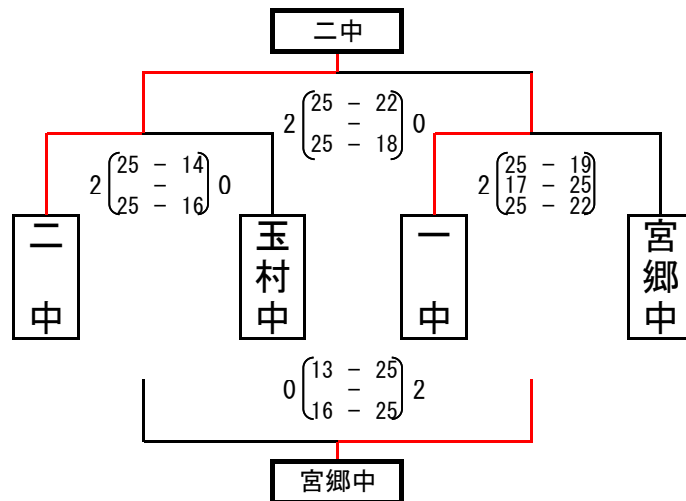 二中
25 - 22
2 - 0
25 - 18
25 - 14
2 - 0
25 - 16
25 - 19
2 17 - 25
25 - 22
二中
玉村中
一中
宮郷中
13 - 25
0 - 2
16 - 25
宮郷中